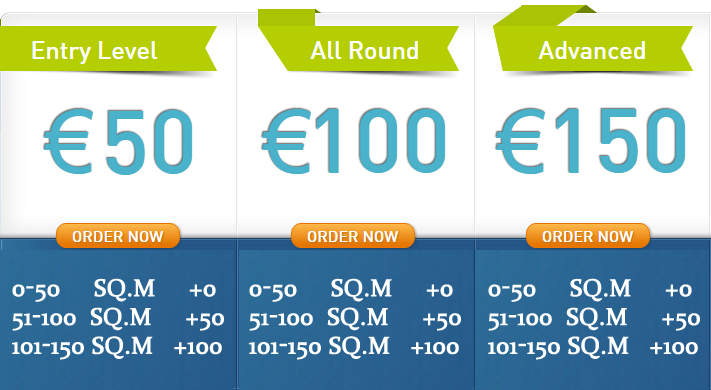 Entry Level
€50
ORDER NOW
0-50 SQ.M +0
51-100 SQ.M +50
101-150 SQ.M +100
All Round
€100
ORDER NOW
0-50 SQ.M +0
51-100 SQ.M +50
101-150 SQ.M +100
Advanced
€150
ORDER NOW
0-50 SQ.M +0
51-100 SQ.M +50
101-150 SQ.M +100